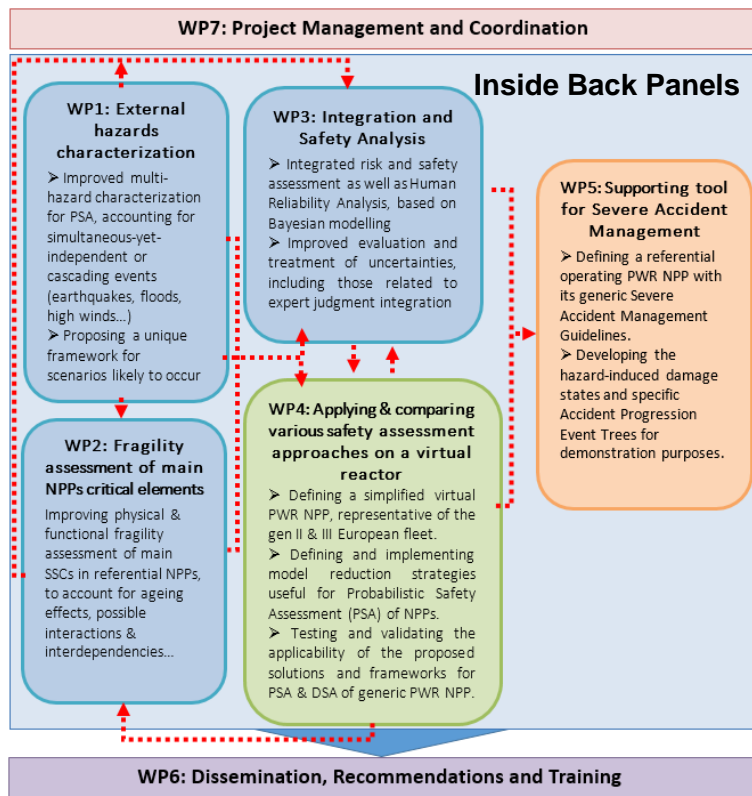 WP7: Project Management and Coordination
Inside Back Panels
WP1: External
hazards
characterization
➢ Improved multi-
hazard characterization
for PSA, accounting for
simultaneous-yet-
independent or
cascading events
(earthquakes, floods,
high winds...)
➢ Proposing a unique
framework for
scenarios likely to occur
WP2: Fragility
assessment of main
NPPs critical elements
Improving physical &
functional fragility
assessment of main
SSCs in referential NPPs,
to account for ageing
effects, possible
interactions &
interdependencies...
WP3: Integration and
Safety Analysis
➢ Integrated risk and safety
assessment as well as Human
Reliability Analysis, based on
Bayesian modelling
➢ Improved evaluation and
treatment of uncertainties,
including those related to
expert judgment integration
WP4: Applying & comparing
various safety assessment
approaches on a virtual
reactor
➢ Defining a simplified virtual
PWR NPP, representative of the
gen II & III European fleet.
➢ Defining and implementing
model reduction strategies
useful for Probabilistic Safety
Assessment (PSA) of NPPs.
➢ Testing and validating the
applicability of the proposed
solutions and frameworks for
PSA & DSA of generic PWR NPP.
WP5: Supporting tool
for Severe Accident
Management
➢ Defining a referential
operating PWR NPP with
its generic Severe
Accident Management
Guidelines.
➢ Developing the
hazard-induced damage
states and specific
Accident Progression
Event Trees for
demonstration purposes.
WP6: Dissemination, Recommendations and Training